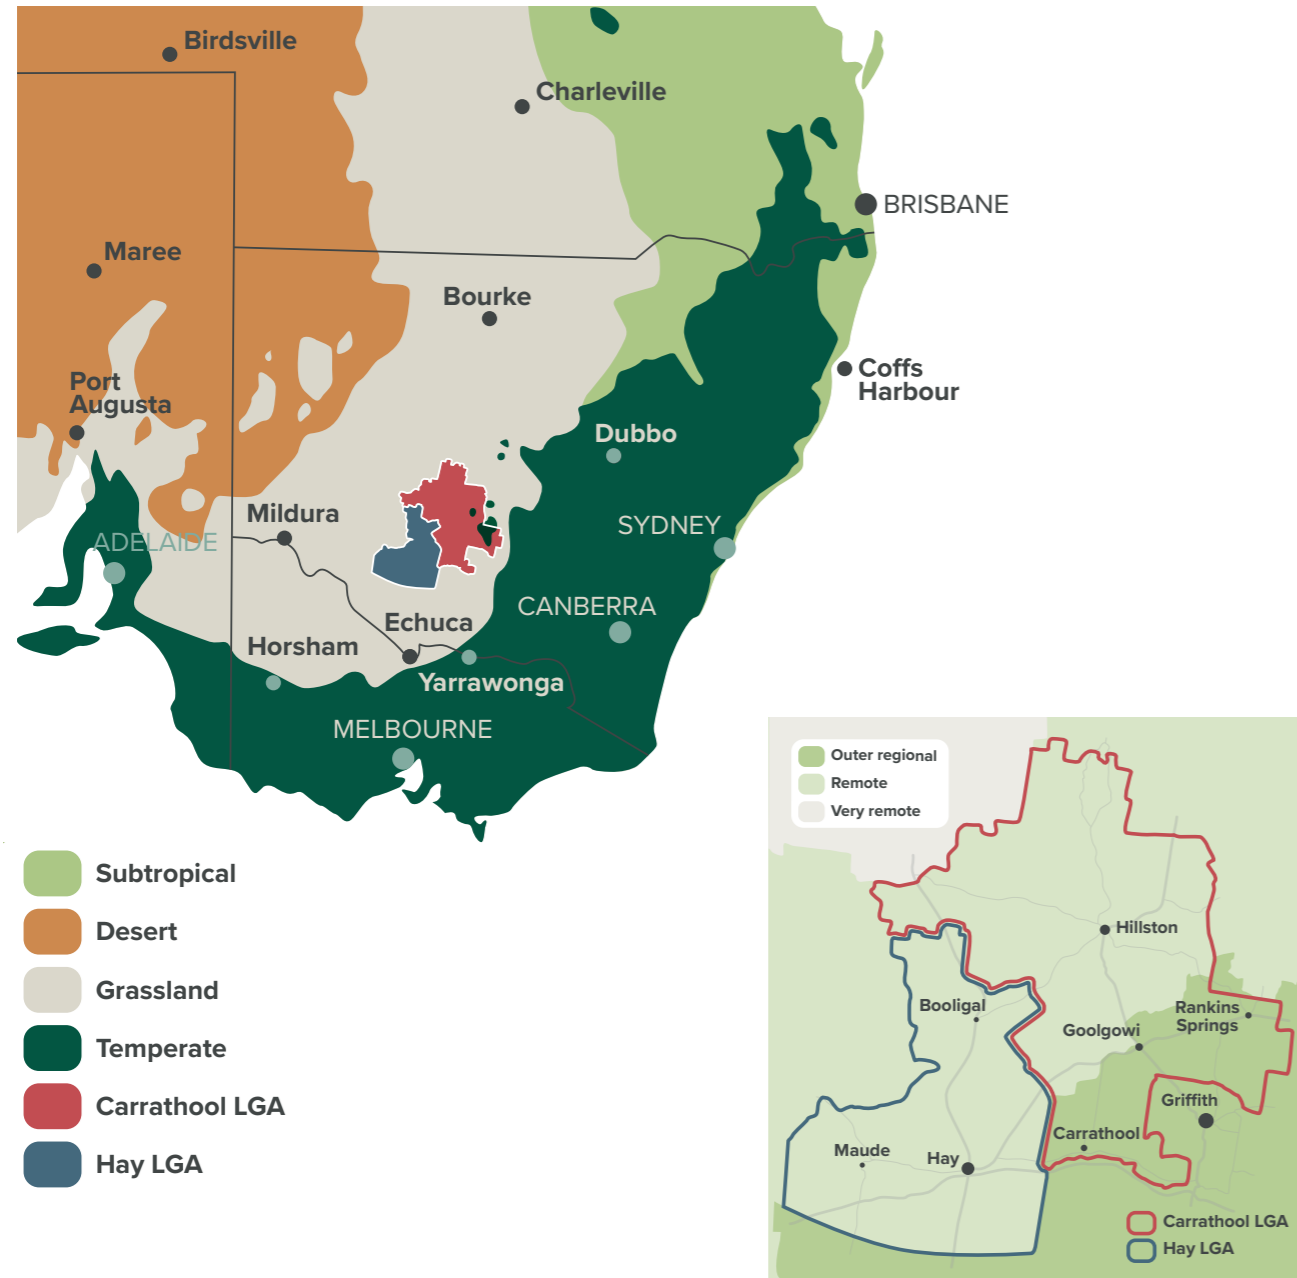 Birdsville
Charleville
BRISBANE
Maree
Bourke
Port
Augusta
Coffs
Harbour
Dubbo
Mildura
SYDNEY
ADELAIDE
CANBERRA
Echuca
Horsham
Yarrawonga
MELBOURNE
Subtropical
Desert
Grassland
Temperate
Carrathool LGA
Hay LGA
Outer regional
Remote
Very remote
Hillston
Booligal
Rankins
Springs
Goolgowi
Griffith
Carrathool
Maude
Hay
Carrathool LGA
Hay LGA